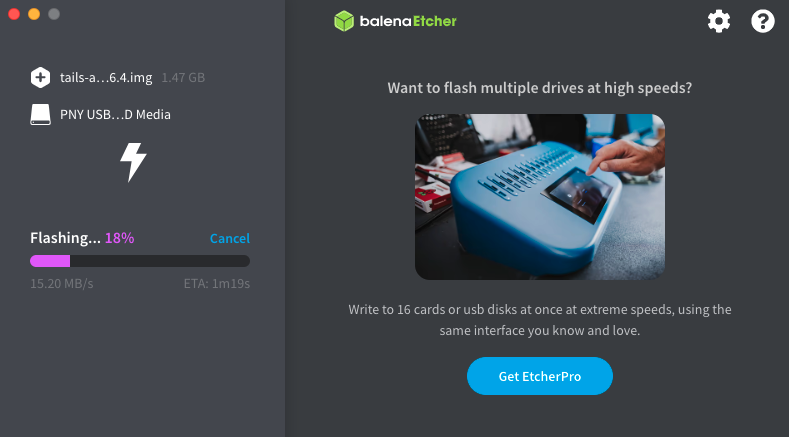 balenaEtcher
tails-a...6.4.img 1.47 GB
PNY USB...D Media
Flashing... 18% Cancel
15.20 MB/s ETA: 1m19s
Want to flash multiple drives at high speeds?
Write to 16 cards or usb disks at once at extreme speeds, using the
same interface you know and love.
Get EtcherPro